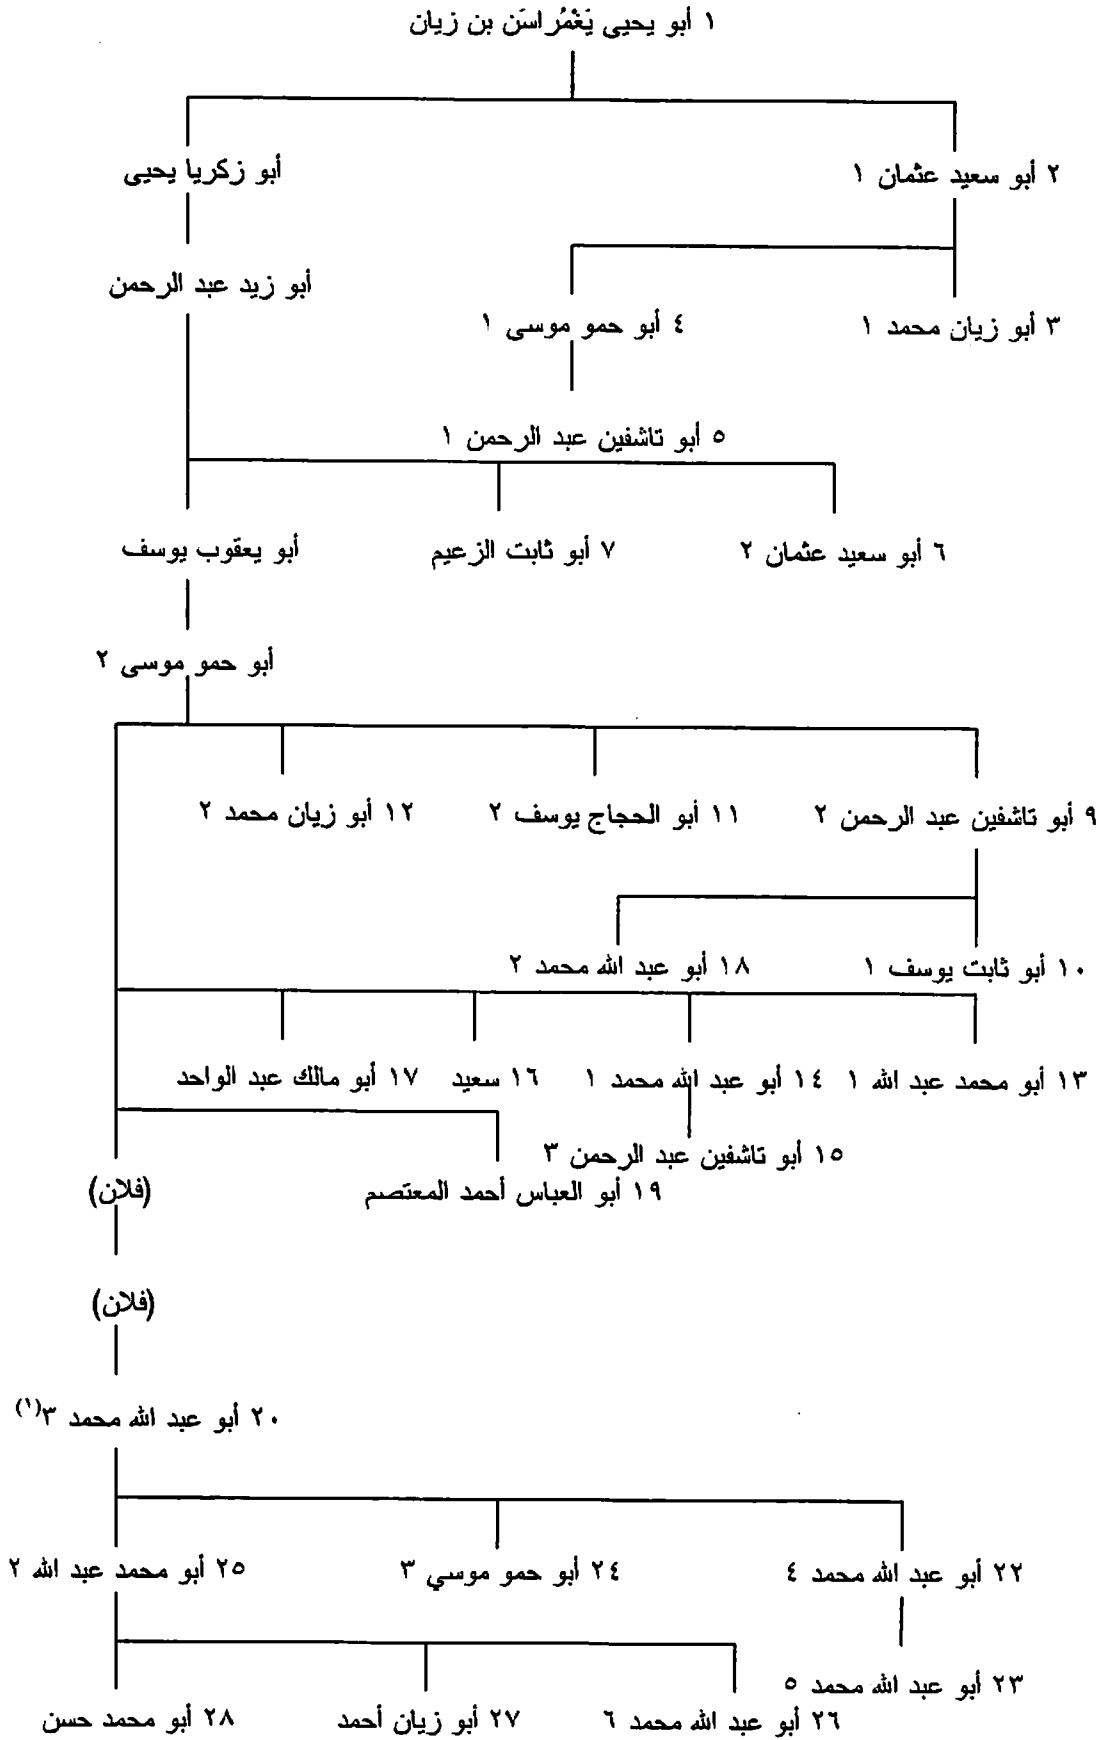 ١ أبو يحيى يَغْمُراسَن بن زيان
٢ أبو سعيد عثمان ١
أبو زكريا يحيى
أبو زيد عبد الرحمن
٣ أبو زيان محمد ١
٤ أبو حمو موسى ١
٥ أبو تاشفين عبد الرحمن ١
٦ أبو سعيد عثمان ٢
٧ أبو ثابت الزعيم
أبو يعقوب يوسف
أبو حمو موسى ٢
٩ أبو تاشفين عبد الرحمن ٢
١١ أبو الحجاج يوسف ٢
١٢ أبو زيان محمد ٢
١٠ أبو ثابت يوسف ١
١٨ أبو عبد الله محمد ٢
١٣ أبو محمد عبد الله ١
١٤ أبو عبد الله محمد ١
١٦ سعيد
١٧ أبو مالك عبد الواحد
١٥ أبو تاشفين عبد الرحمن ٣
١٩ أبو العباس أحمد المعتصم
(فلان)
(فلان)
٢٠ أبو عبد الله محمد ٣(١)
٢٢ أبو عبد الله محمد ٤
٢٤ أبو حمو موسي ٣
٢٥ أبو محمد عبد الله ٢
٢٣ أبو عبد الله محمد ٥
٢٦ أبو عبد الله محمد ٦
٢٧ أبو زيان أحمد
٢٨ أبو محمد حسن